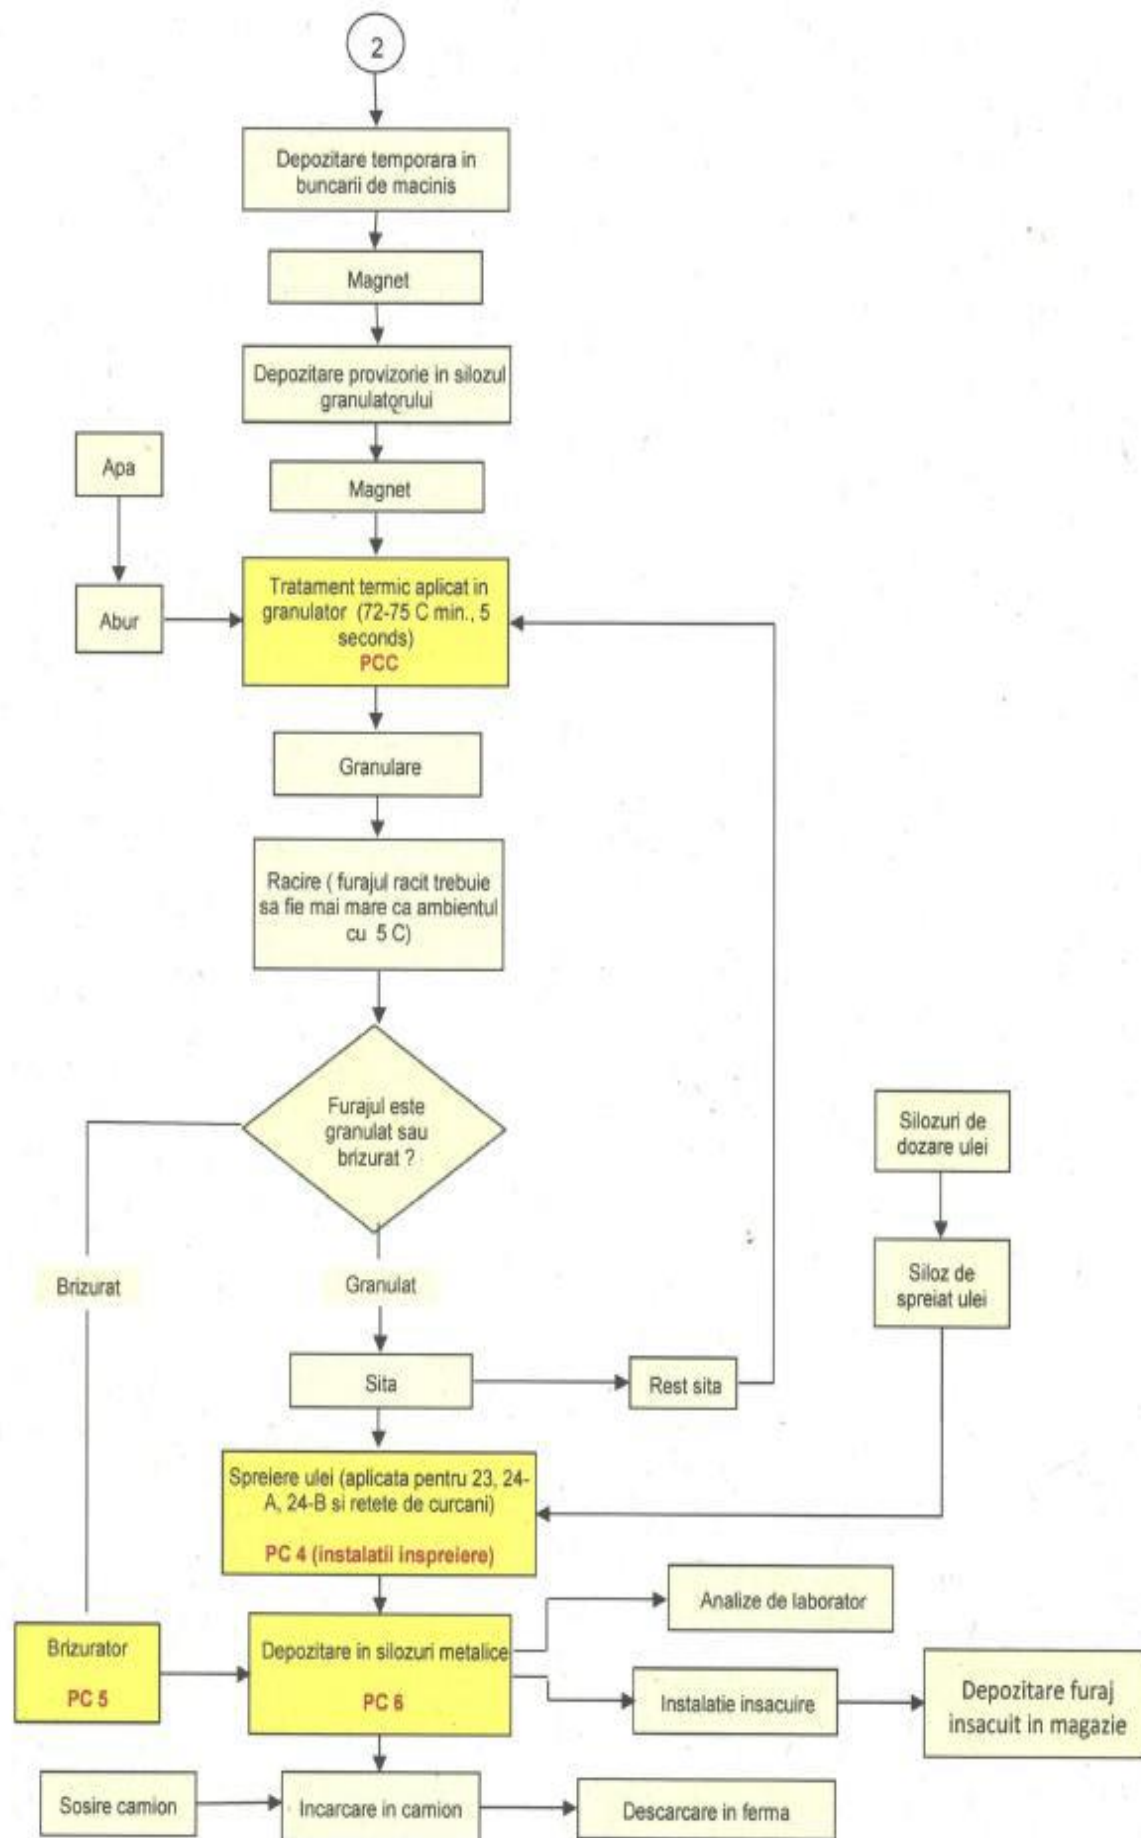 2
Depozitare temporara in
buncarii de macinis
Magnet
Depozitare provizorie in silozul
granulatorului
Apa
Magnet
Tratament termic aplicat in
granulator (72-75 C min., 5
seconds)
PCC
Abur
Granulare
Racire ( furajul racit trebuie
sa fie mai mare ca ambientul
cu 5 C)
Furajul este
granulat sau
brizurat ?
Silozuri de
dozare ulei
Brizurat
Granulat
Siloz de
spreiat ulei
Sita
Rest sita
Spreiere ulei (aplicata pentru 23, 24-
A, 24-B si retete de curcani)
PC 4 (instalatii inspreiere)
Analize de laborator
Brizurator
PC 5
Depozitare in silozuri metalice
PC 6
Instalatie insacuire
Depozitare furaj
insacuit in magazie
Sosire camion
Incarcare in camion
Descarcare in ferma